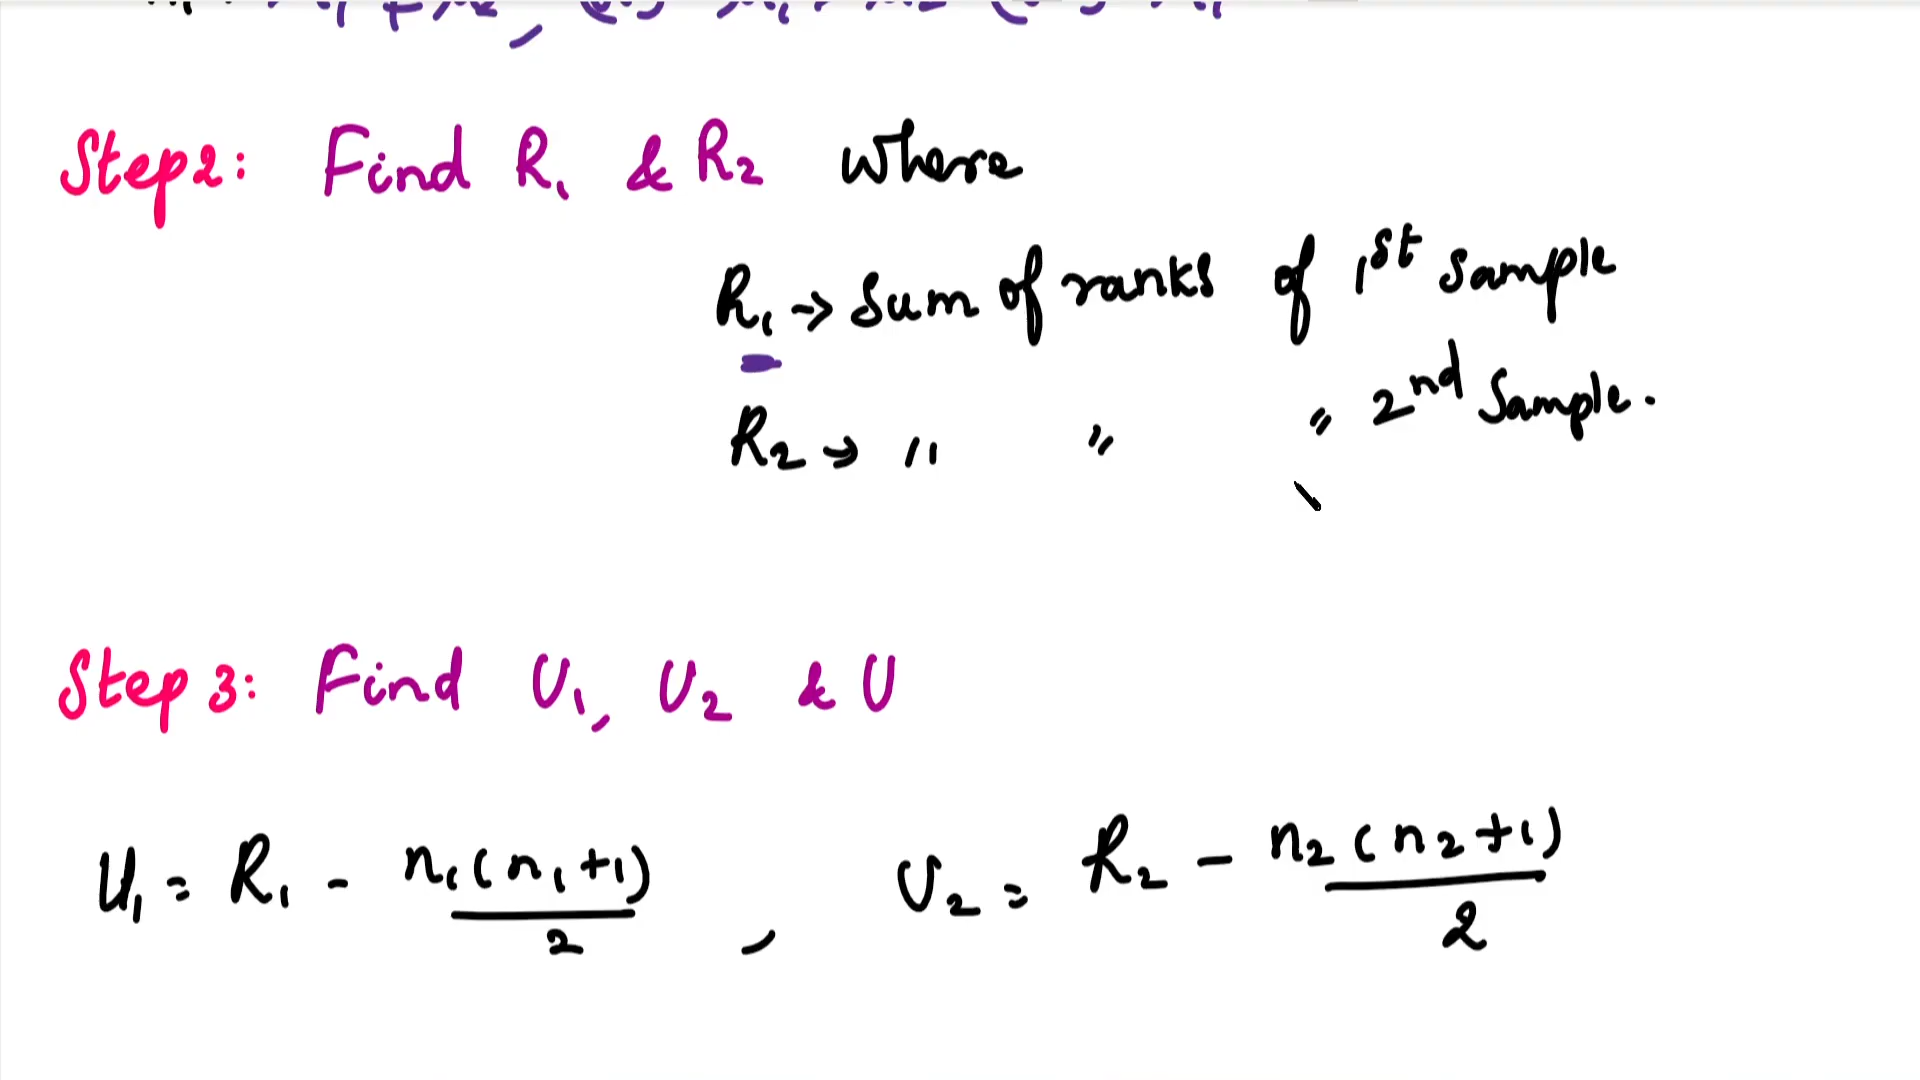 Step2: Find R₁ & R₂ where
R₁ → Sum of ranks of 1st Sample
R₂ → " " " 2nd Sample.
Step 3: Find U₁, U₂ & U
U₁ = R₁ - n₁(n₁+1)/2 , U₂ = R₂ - n₂(n₂+1)/2